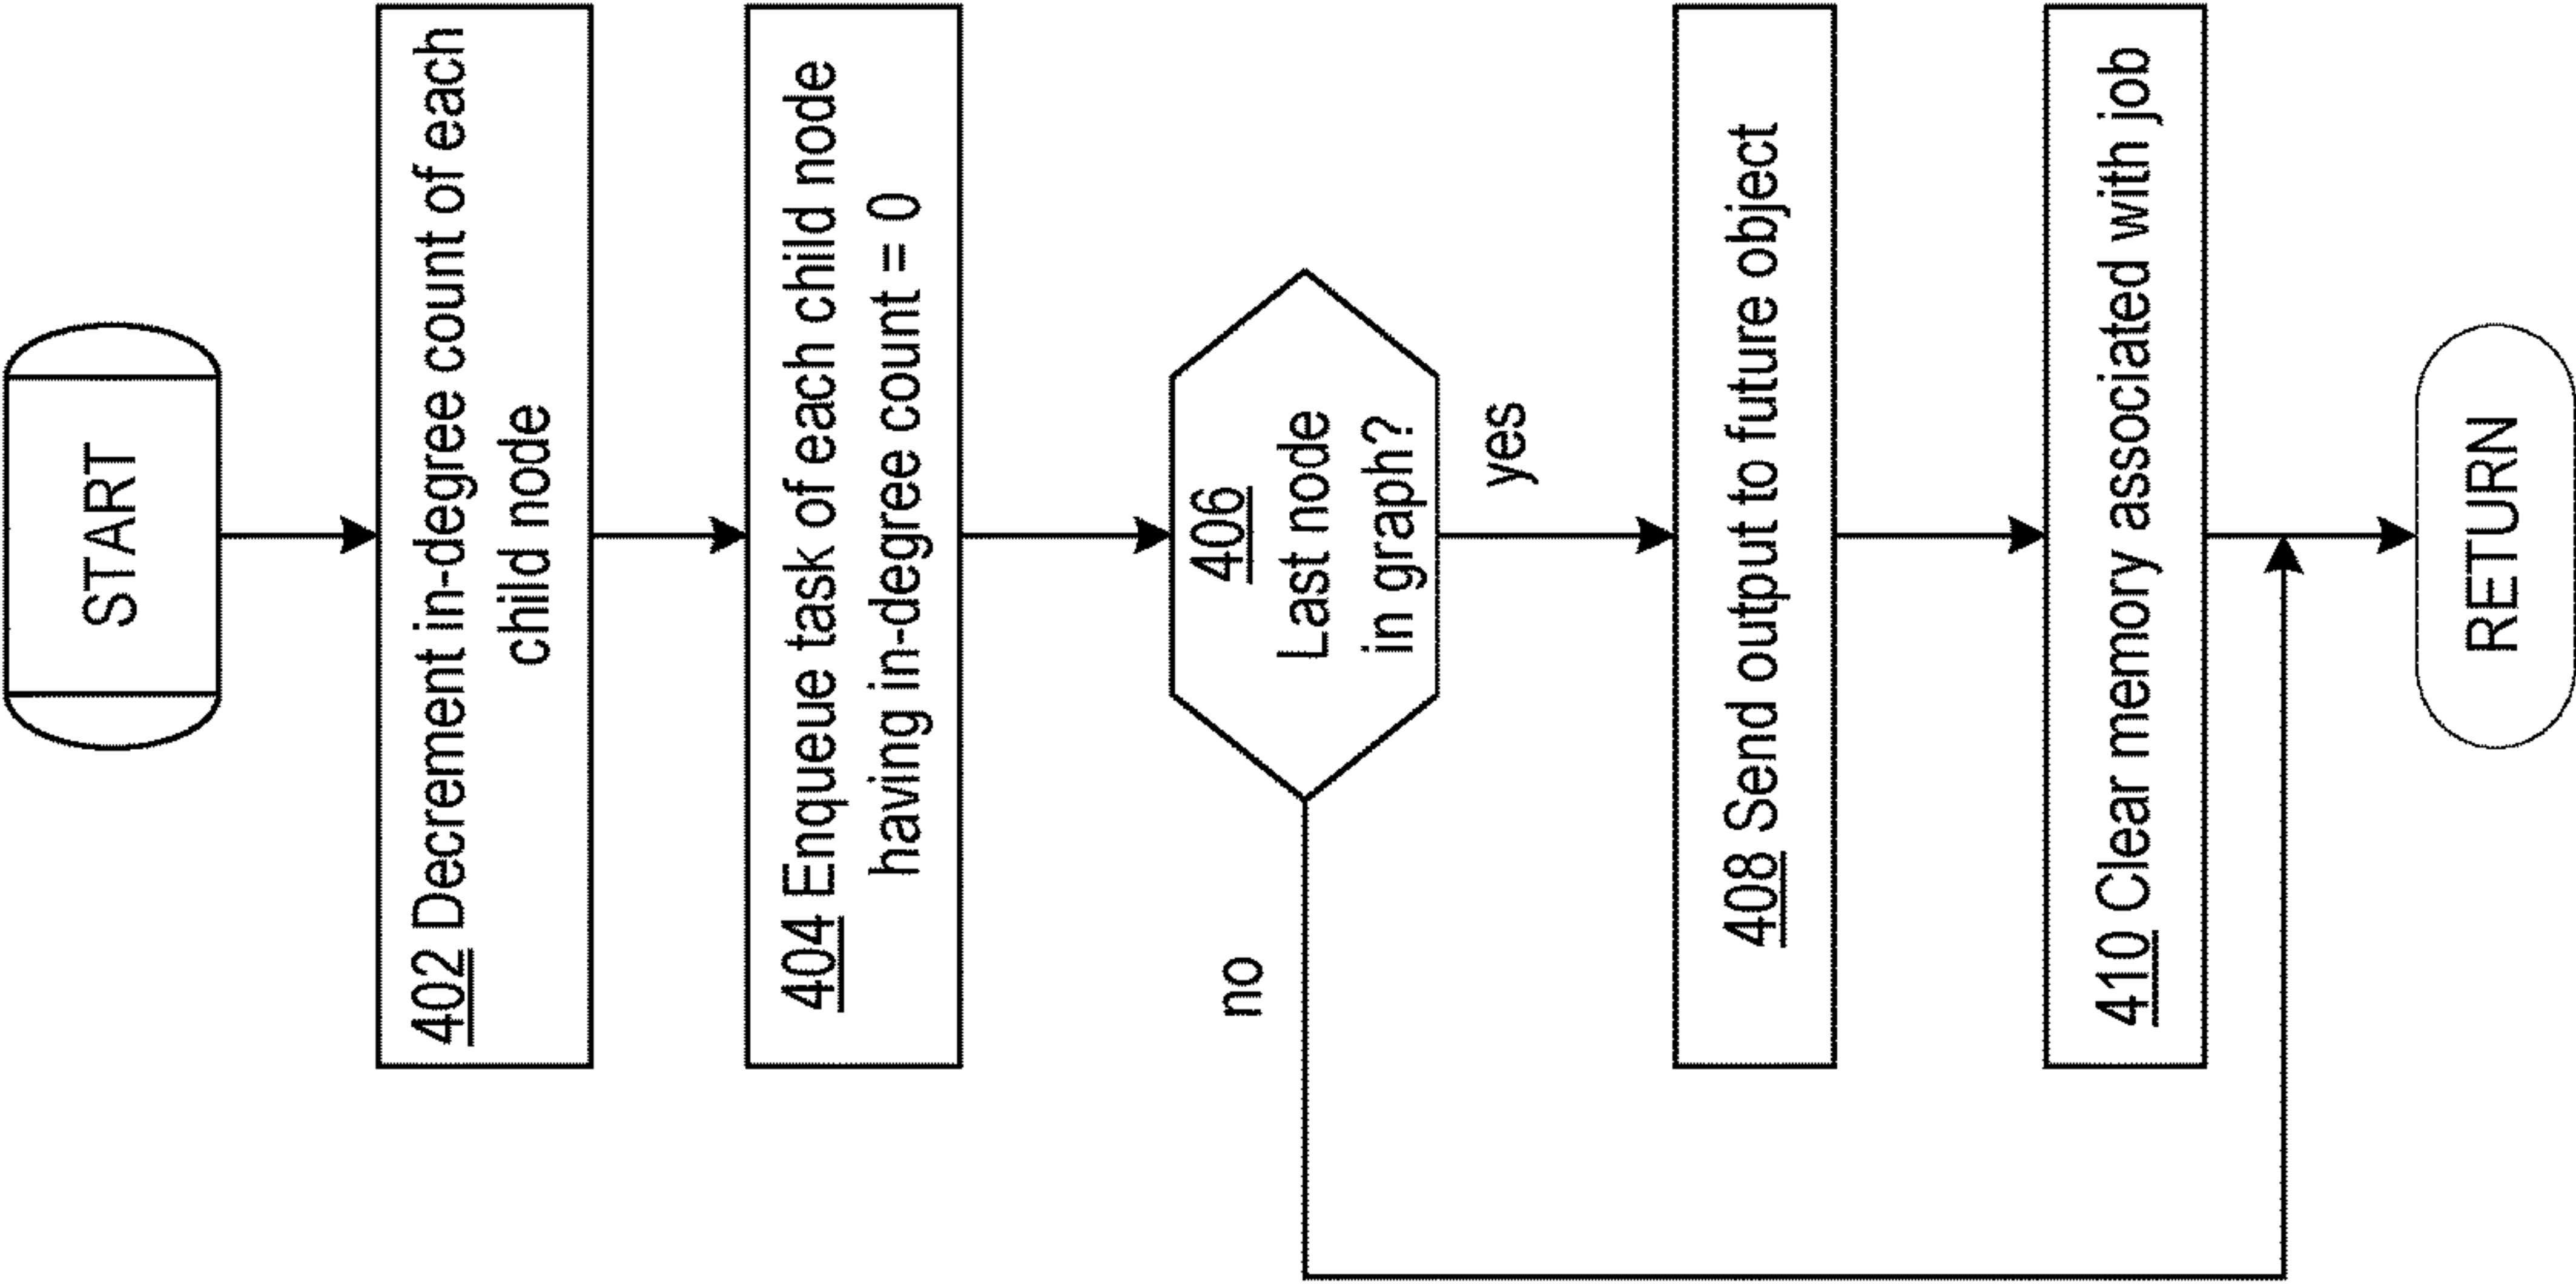 START
402 Decrement in-degree count of each
child node
404 Enqueue task of each child node
having in-degree count = 0
406
Last node
in graph?
no
yes
408 Send output to future object
410 Clear memory associated with job
RETURN